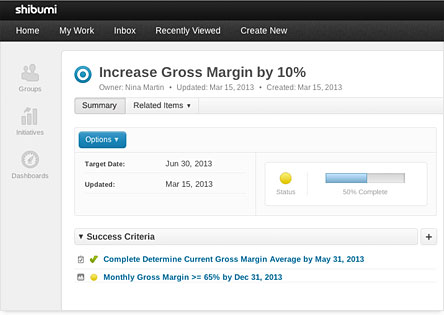 shibumi
Home My Work Inbox Recently Viewed Create New
Groups
Initiatives
Dashboards
Increase Gross Margin by 10%
Owner: Nina Martin • Updated: Mar 15, 2013 • Created: Mar 15, 2013
Summary Related Items ▼
Options ▼
Target Date: Jun 30, 2013
Updated: Mar 15, 2013
Status
50% Complete
▼ Success Criteria +
Complete Determine Current Gross Margin Average by May 31, 2013
Monthly Gross Margin >= 65% by Dec 31, 2013